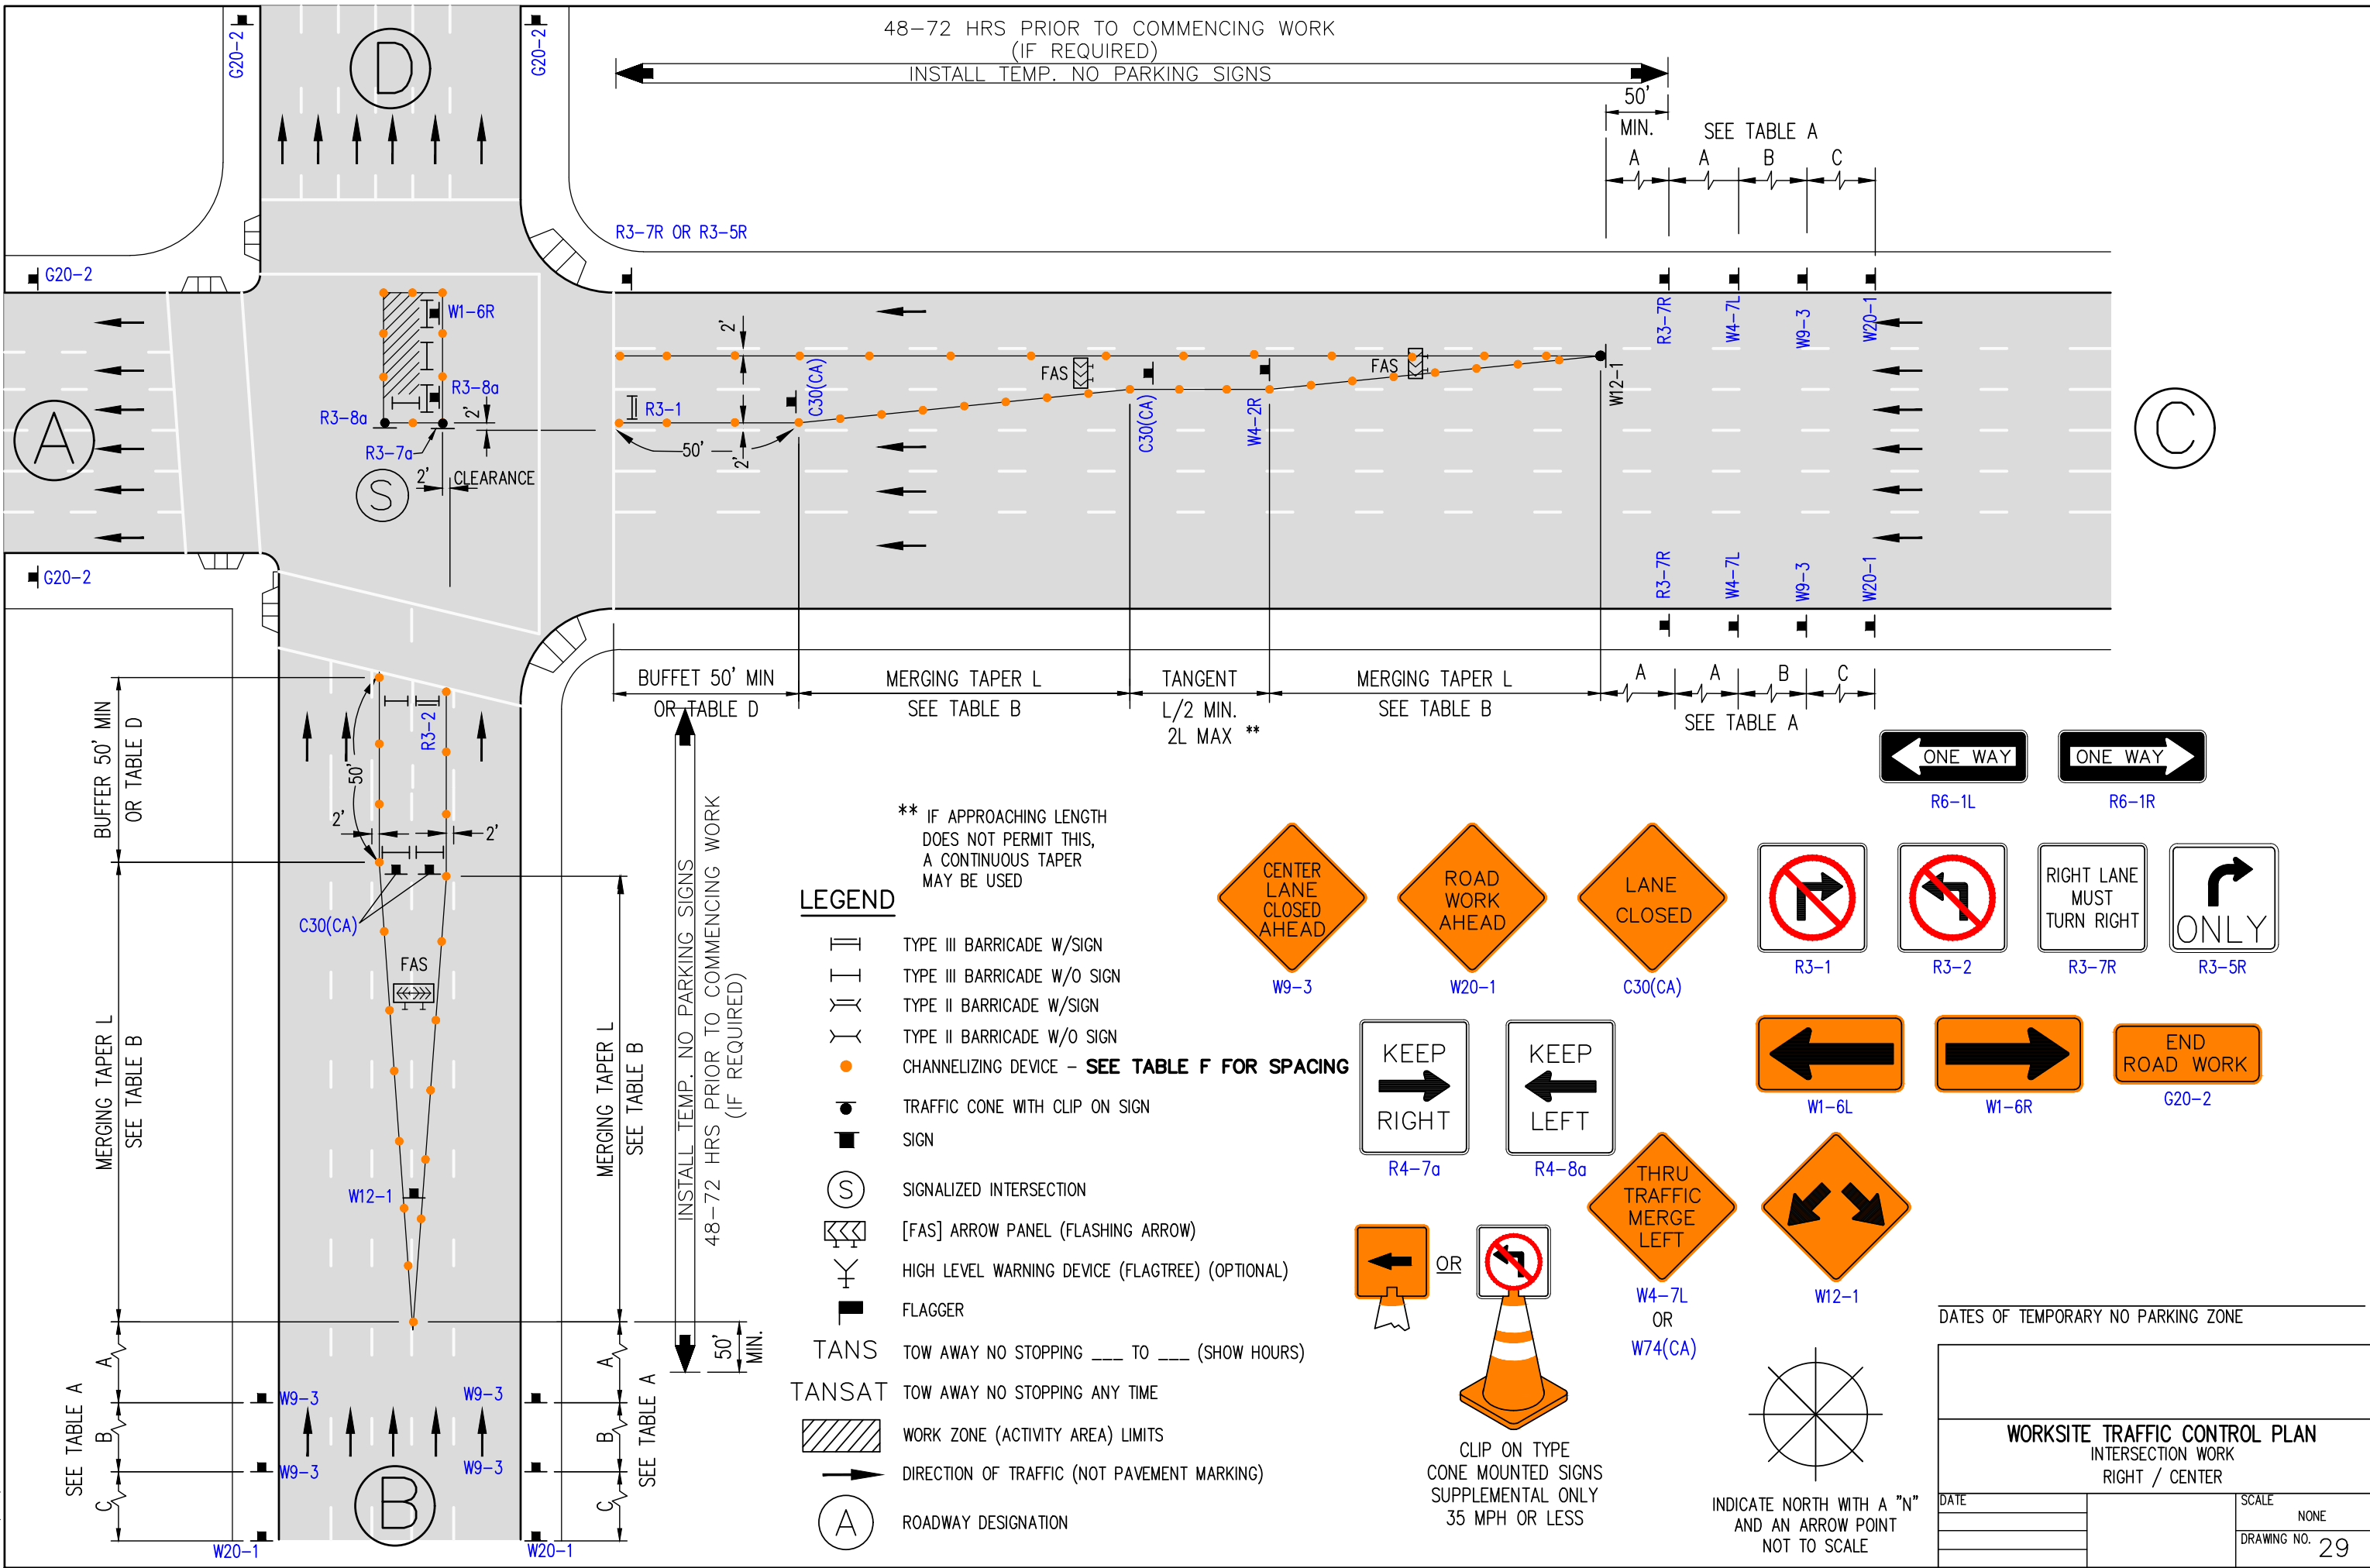 48-72 HRS PRIOR TO COMMENCING WORK
(IF REQUIRED)
INSTALL TEMP. NO PARKING SIGNS
50'
MIN.
SEE TABLE A
A
A
B
C
G20-2
G20-2
D
R3-7R OR R3-5R
G20-2
W1-6R
R3-8a
R3-8a
R3-7a
2'
2'
CLEARANCE
S
A
G20-2
2'
R3-1
50'
2'
C30(CA)
FAS
C30(CA)
W4-2R
FAS
W12-1
R3-7R
W4-7L
W9-3
W20-1
C
R3-7R
W4-7L
W9-3
W20-1
BUFFET 50' MIN
OR TABLE D
MERGING TAPER L
SEE TABLE B
TANGENT
L/2 MIN.
2L MAX **
MERGING TAPER L
SEE TABLE B
A
A
B
C
SEE TABLE A
BUFFER 50' MIN
OR TABLE D
R3-2
50'
2'
2'
C30(CA)
FAS
W12-1
MERGING TAPER L
SEE TABLE B
MERGING TAPER L
SEE TABLE B
INSTALL TEMP. NO PARKING SIGNS
48-72 HRS PRIOR TO COMMENCING WORK
(IF REQUIRED)
50'
MIN.
SEE TABLE A
A
B
C
W9-3
W9-3
W9-3
W9-3
W20-1
W20-1
B
A
B
C
SEE TABLE A
** IF APPROACHING LENGTH
DOES NOT PERMIT THIS,
A CONTINUOUS TAPER
MAY BE USED
LEGEND
TYPE III BARRICADE W/SIGN
TYPE III BARRICADE W/O SIGN
TYPE II BARRICADE W/SIGN
TYPE II BARRICADE W/O SIGN
CHANNELIZING DEVICE - SEE TABLE F FOR SPACING
TRAFFIC CONE WITH CLIP ON SIGN
SIGN
S SIGNALIZED INTERSECTION
[FAS] ARROW PANEL (FLASHING ARROW)
HIGH LEVEL WARNING DEVICE (FLAGTREE) (OPTIONAL)
FLAGGER
TANS TOW AWAY NO STOPPING ___ TO ___ (SHOW HOURS)
TANSAT TOW AWAY NO STOPPING ANY TIME
WORK ZONE (ACTIVITY AREA) LIMITS
DIRECTION OF TRAFFIC (NOT PAVEMENT MARKING)
A ROADWAY DESIGNATION
ONE WAY
R6-1L
ONE WAY
R6-1R
CENTER
LANE
CLOSED
AHEAD
W9-3
ROAD
WORK
AHEAD
W20-1
LANE
CLOSED
C30(CA)
R3-1
R3-2
RIGHT LANE
MUST
TURN RIGHT
R3-7R
ONLY
R3-5R
KEEP
RIGHT
R4-7a
KEEP
LEFT
R4-8a
W1-6L
W1-6R
END
ROAD WORK
G20-2
THRU
TRAFFIC
MERGE
LEFT
W4-7L
OR
W74(CA)
W12-1
OR
CLIP ON TYPE
CONE MOUNTED SIGNS
SUPPLEMENTAL ONLY
35 MPH OR LESS
INDICATE NORTH WITH A "N"
AND AN ARROW POINT
NOT TO SCALE
DATES OF TEMPORARY NO PARKING ZONE
WORKSITE TRAFFIC CONTROL PLAN
INTERSECTION WORK
RIGHT / CENTER
DATE
SCALE
NONE
DRAWING NO. 29